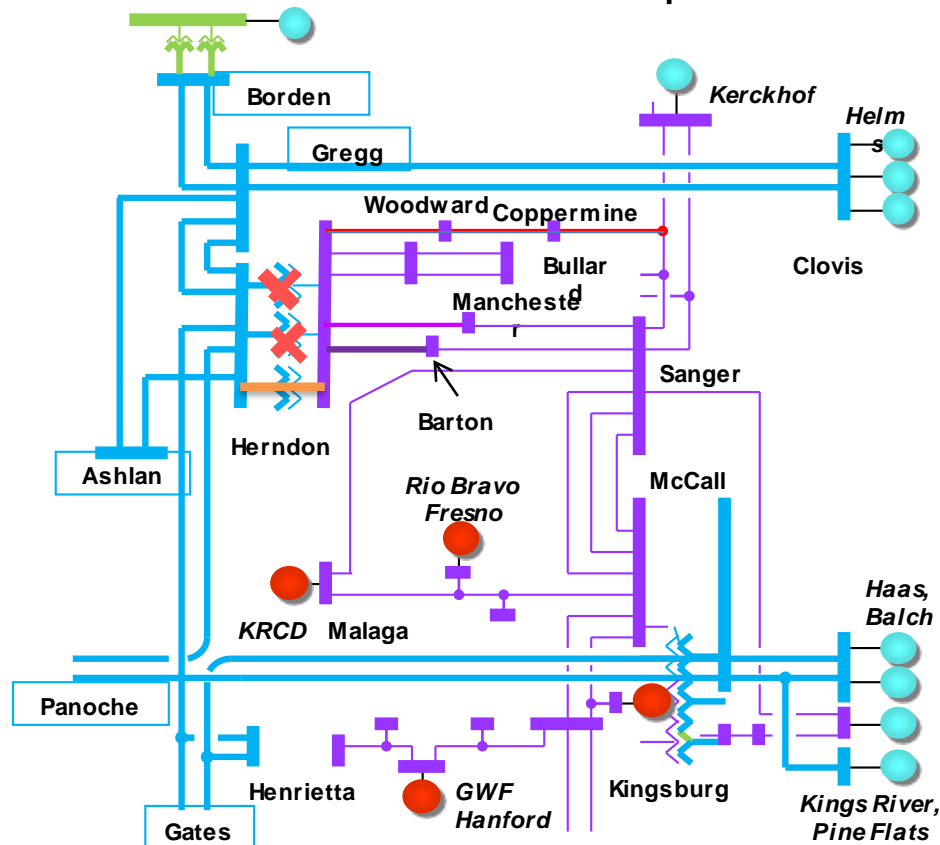 Borden
Kerckhof
Helm
s
Gregg
Woodward
Coppermine
Bullar
d
Clovis
Mancheste
r
Sanger
Barton
Herndon
Ashlan
McCall
Rio Bravo
Fresno
Haas,
Balch
KRCD
Malaga
Panoche
Henrietta
GWF
Hanford
Kingsburg
Kings River,
Pine Flats
Gates